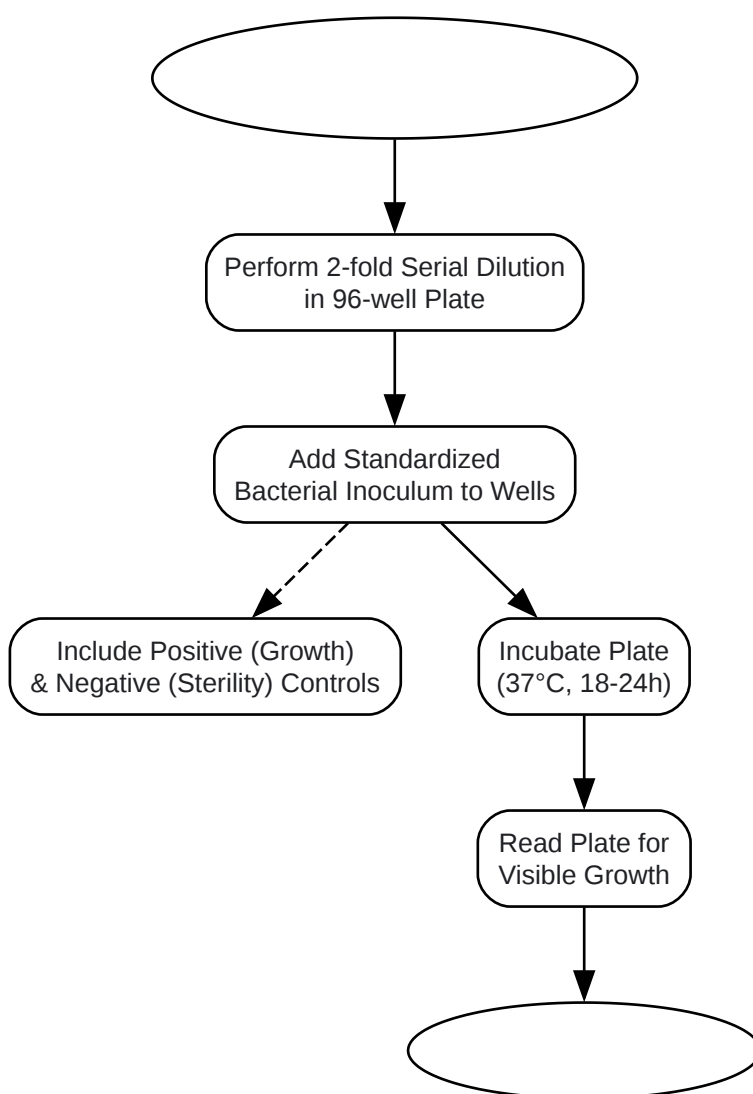 Perform 2-fold Serial Dilution
in 96-well Plate
Add Standardized
Bacterial Inoculum to Wells
Include Positive (Growth)
& Negative (Sterility) Controls
Incubate Plate
(37°C, 18-24h)
Read Plate for
Visible Growth